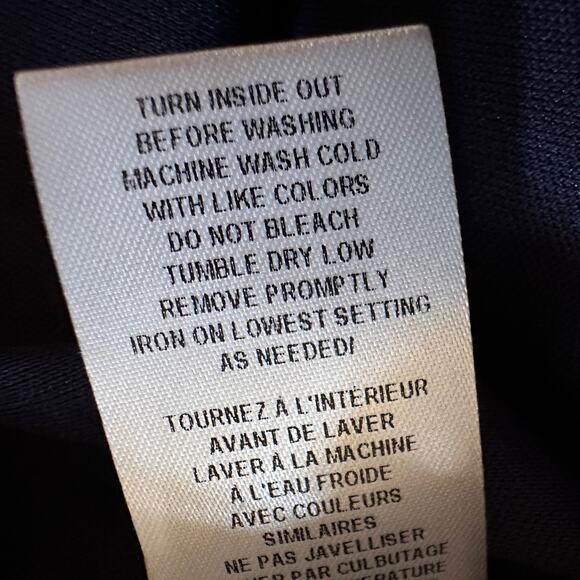 TURN INSIDE OUT
BEFORE WASHING
MACHINE WASH COLD
WITH LIKE COLORS
DO NOT BLEACH
TUMBLE DRY LOW
REMOVE PROMPTLY
IRON ON LOWEST SETTING
AS NEEDED/
TOURNEZ À L'INTÉRIEUR
AVANT DE LAVER
LAVER À LA MACHINE
À L'EAU FROIDE
AVEC COULEURS
SIMILAIRES
NE PAS JAVELLISER
PAR CULBUTAGE